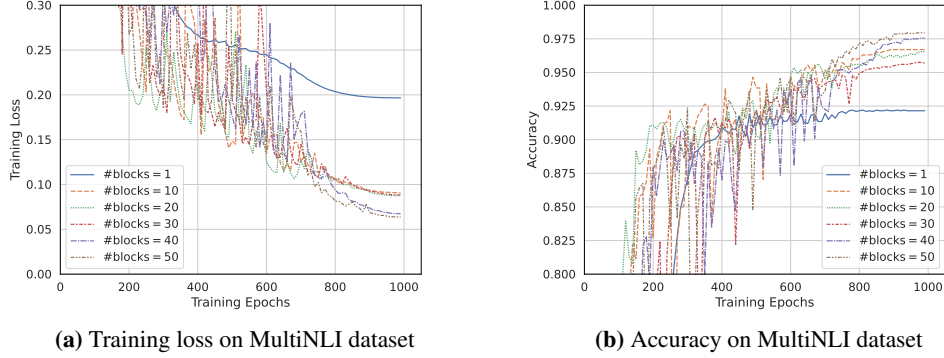 0.30
0.25
0.20
0.15
0.10
0.05
0.00
Training Loss
#blocks = 1
#blocks = 10
#blocks = 20
#blocks = 30
#blocks = 40
#blocks = 50
0 200 400 600 800 1000
Training Epochs
(a) Training loss on MultiNLI dataset
1.000
0.975
0.950
0.925
0.900
0.875
0.850
0.825
0.800
Accuracy
#blocks = 1
#blocks = 10
#blocks = 20
#blocks = 30
#blocks = 40
#blocks = 50
0 200 400 600 800 1000
Training Epochs
(b) Accuracy on MultiNLI dataset